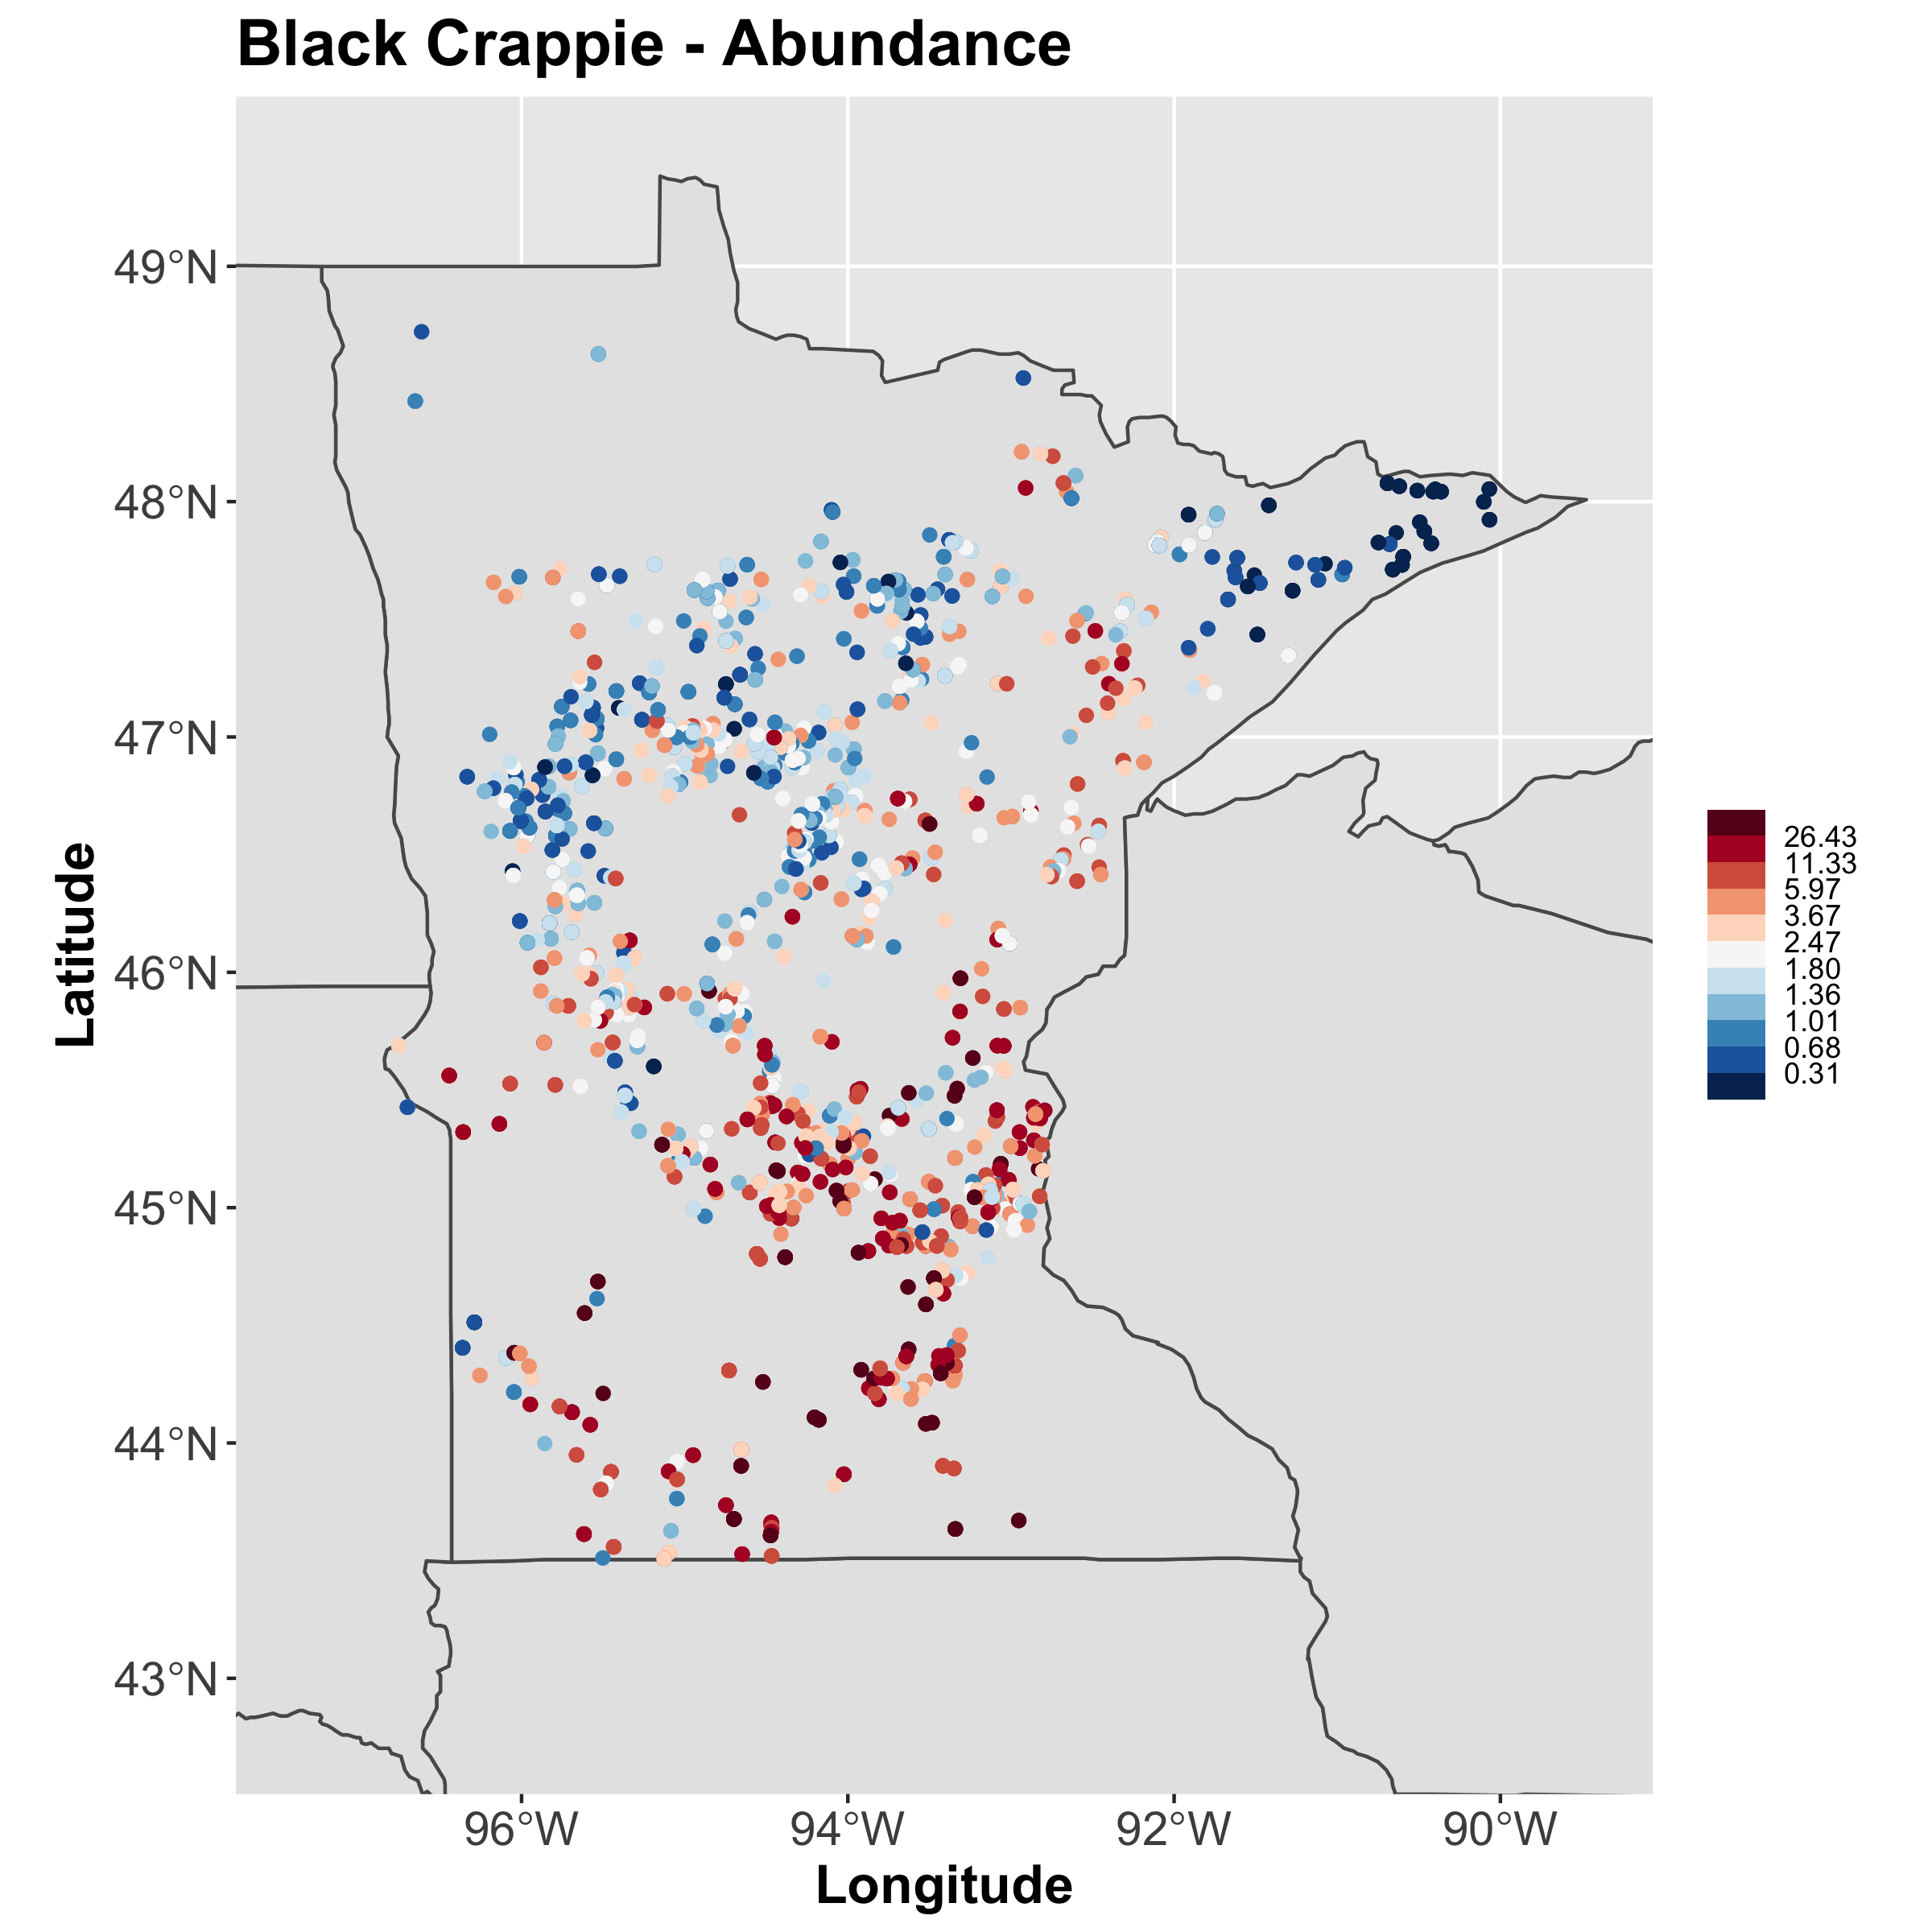 Black Crappie - Abundance
49°N
48°N
47°N
46°N
45°N
44°N
43°N
Latitude
96°W
94°W
92°W
90°W
Longitude
26.43
11.33
5.97
3.67
2.47
1.80
1.36
1.01
0.68
0.31